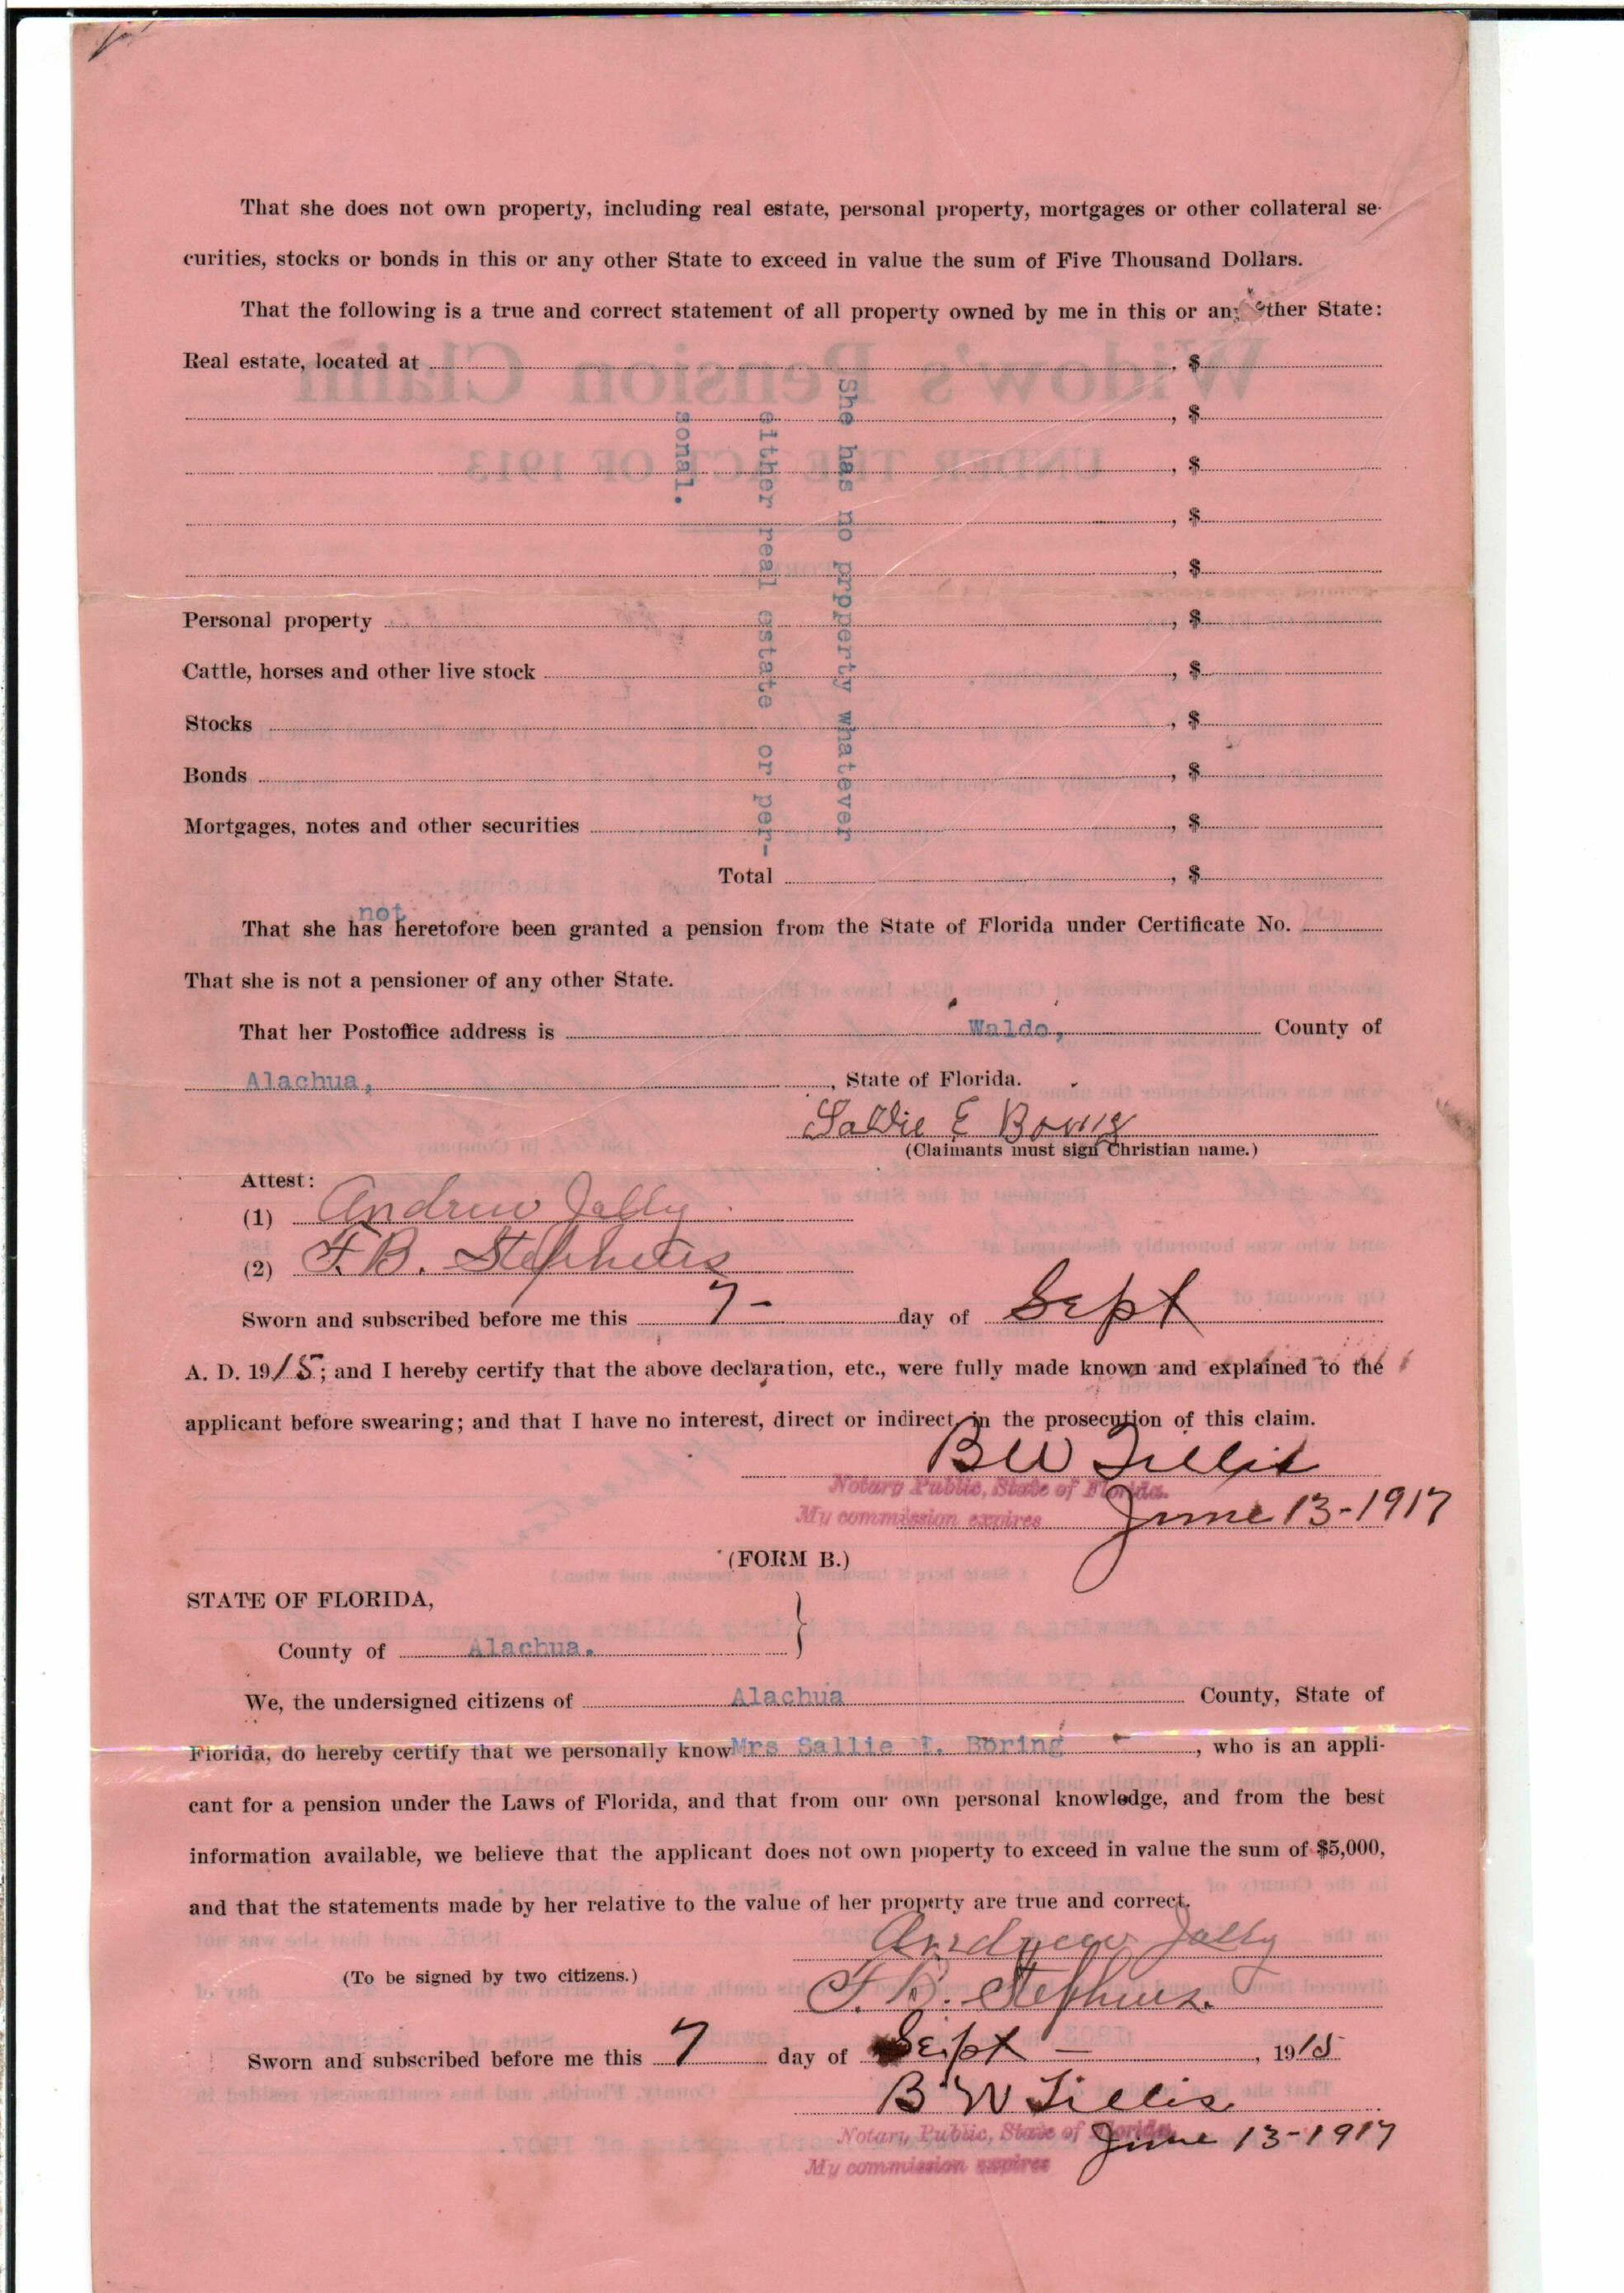 That she does not own property, including real estate, personal property, mortgages or other collateral se-
curities, stocks or bonds in this or any other State to exceed in value the sum of Five Thousand Dollars.
That the following is a true and correct statement of all property owned by me in this or any other State:
Real estate, located at , $
, $
, $
, $
, $
Personal property , $
Cattle, horses and other live stock , $
Stocks , $
Bonds , $
Mortgages, notes and other securities , $
Total , $
She has no property whatever
either real estate or per-
sonal.
not
That she has heretofore been granted a pension from the State of Florida under Certificate No.
That she is not a pensioner of any other State.
That her Postoffice address is Waldo, County of
Alachua, , State of Florida.
Sallie E Boring
(Claimants must sign Christian name.)
Attest:
(1) Andrew Jally
(2) F. B. Stephens
Sworn and subscribed before me this 7- day of Sept
A. D. 1915; and I hereby certify that the above declaration, etc., were fully made known and explained to the
applicant before swearing; and that I have no interest, direct or indirect, in the prosecution of this claim.
B W Tillis
Notary Public, State of Florida.
My commission expires June 13-1917
(FORM B.)
STATE OF FLORIDA,
County of Alachua.
We, the undersigned citizens of Alachua County, State of
Florida, do hereby certify that we personally know Mrs Sallie Boring , who is an appli-
cant for a pension under the Laws of Florida, and that from our own personal knowledge, and from the best
information available, we believe that the applicant does not own property to exceed in value the sum of $5,000,
and that the statements made by her relative to the value of her property are true and correct.
Andrew Jally
(To be signed by two citizens.)
F. B. Stephens.
Sworn and subscribed before me this 7 day of Sept - , 1915
B W Tillis
Notary Public, State of Florida.
My commission expires June 13-1917